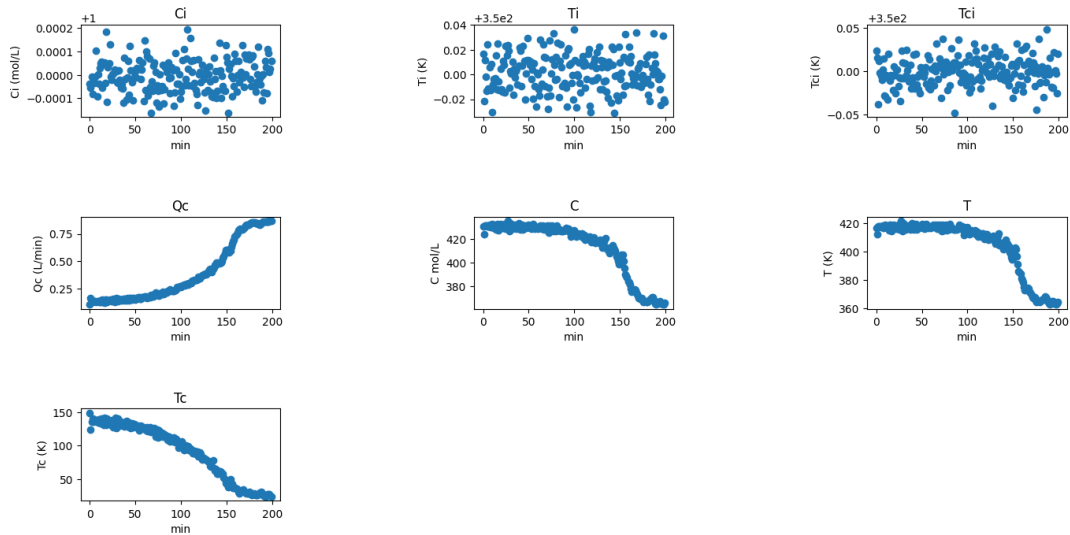 Ci
+1
Ci (mol/L)
0.0002
0.0001
0.0000
−0.0001
0 50 100 150 200
min
Ti
+3.5e2
Ti (K)
0.04
0.02
0.00
−0.02
0 50 100 150 200
min
Tci
+3.5e2
Tci (K)
0.05
0.00
−0.05
0 50 100 150 200
min
Qc
Qc (L/min)
0.75
0.50
0.25
0 50 100 150 200
min
C
C mol/L
420
400
380
0 50 100 150 200
min
T
T (K)
420
400
380
360
0 50 100 150 200
min
Tc
Tc (K)
150
100
50
0 50 100 150 200
min